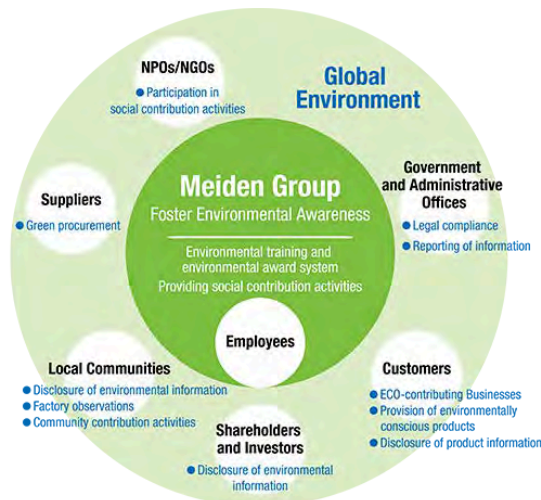 NPOs/NGOs
● Participation in
social contribution activities
Global
Environment
Suppliers
● Green procurement
Meiden Group
Foster Environmental Awareness
Environmental training and
environmental award system
Providing social contribution activities
Employees
Government
and Administrative
Offices
● Legal compliance
● Reporting of information
Local Communities
● Disclosure of environmental information
● Factory observations
● Community contribution activities
Customers
● ECO-contributing Businesses
● Provision of environmentally
conscious products
● Disclosure of product information
Shareholders
and Investors
● Disclosure of environmental
information